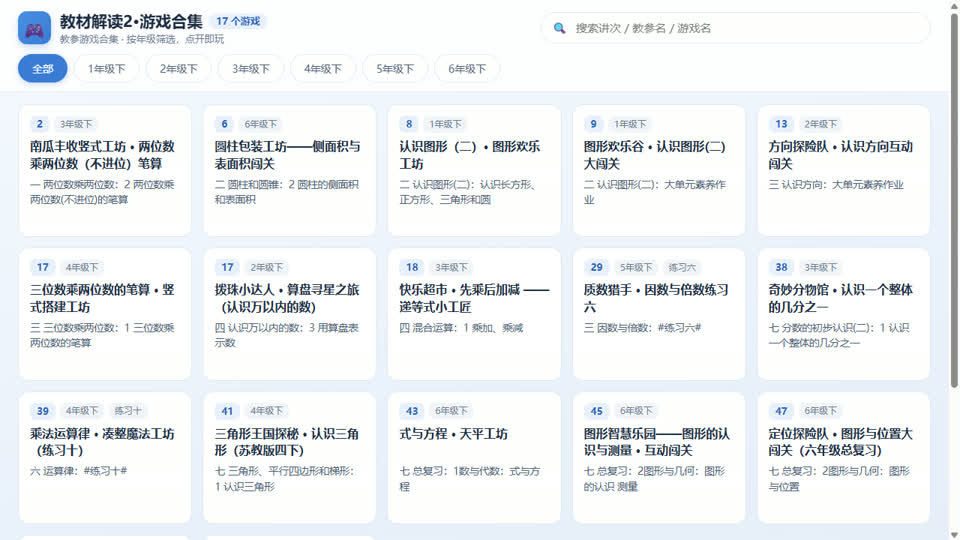 教材解读2·游戏合集 17 个游戏
教参游戏合集 · 按年级筛选，点开即玩
搜索讲次 / 教參名 / 游戏名
全部 1年级下 2年级下 3年级下 4年级下 5年级下 6年级下
2 3年级下
南瓜丰收竖式工坊 • 两位数
乘两位数（不进位）笔算
一 两位数乘两位数：2 两位数乘
两位数(不进位)的笔算
6 6年级下
圆柱包装工坊——侧面积与
表面积闯关
二 圆柱和圆锥：2 圆柱的侧面积
和表面积
8 1年级下
认识图形（二）• 图形欢乐
工坊
二 认识图形(二)：认识长方形、
正方形、三角形和圆
9 1年级下
图形欢乐谷 • 认识图形(二)
大闯关
二 认识图形(二)：大单元素养作
业
13 2年级下
方向探险队 • 认识方向互动
闯关
三 认识方向：大单元素养作业
17 4年级下
三位数乘两位数的笔算 • 竖
式搭建工坊
三 三位数乘两位数：1 三位数乘
两位数的笔算
17 2年级下
拨珠小达人 • 算盘寻星之旅
（认识万以内的数）
四 认识万以内的数：3 用算盘表
示数
18 3年级下
快乐超市 • 先乘后加减 ——
递等式小工匠
四 混合运算：1 乘加、乘减
29 5年级下 练习六
质数猎手 • 因数与倍数练习
六
三 因数与倍数：#练习六#
38 3年级下
奇妙分物馆 • 认识一个整体
的几分之一
七 分数的初步认识(二)：1 认识
一个整体的几分之一
39 4年级下 练习十
乘法运算律 • 凑整魔法工坊
（练习十）
六 运算律：#练习十#
41 4年级下
三角形王国探秘 • 认识三角
形（苏教版四下）
七 三角形、平行四边形和梯形：
1 认识三角形
43 6年级下
式与方程 • 天平工坊
七 总复习：1数与代数：式与方
程
45 6年级下
图形智慧乐园——图形的认
识与测量 • 互动闯关
七 总复习：2图形与几何：图形
的认识 测量
47 6年级下
定位探险队 • 图形与位置大
闯关（六年级总复习）
七 总复习：2图形与几何：图形
与位置